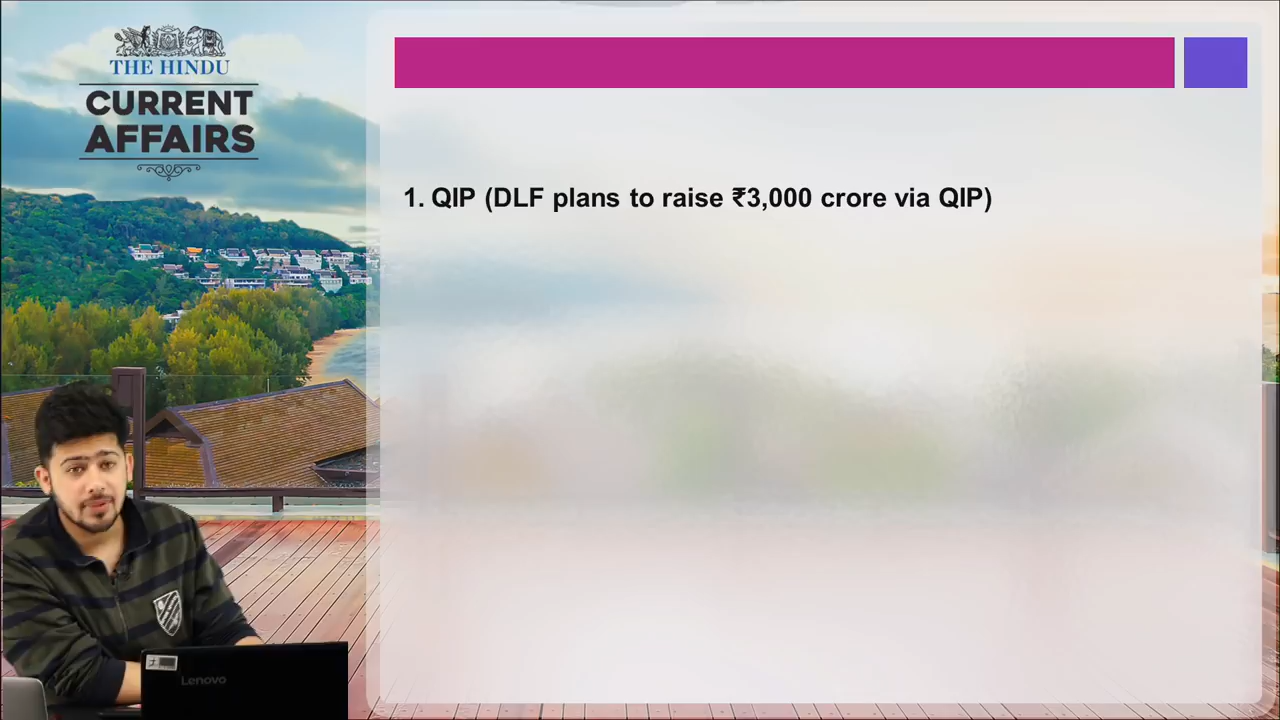 THE HINDU
CURRENT
AFFAIRS
1. QIP (DLF plans to raise ₹3,000 crore via QIP)
Lenovo